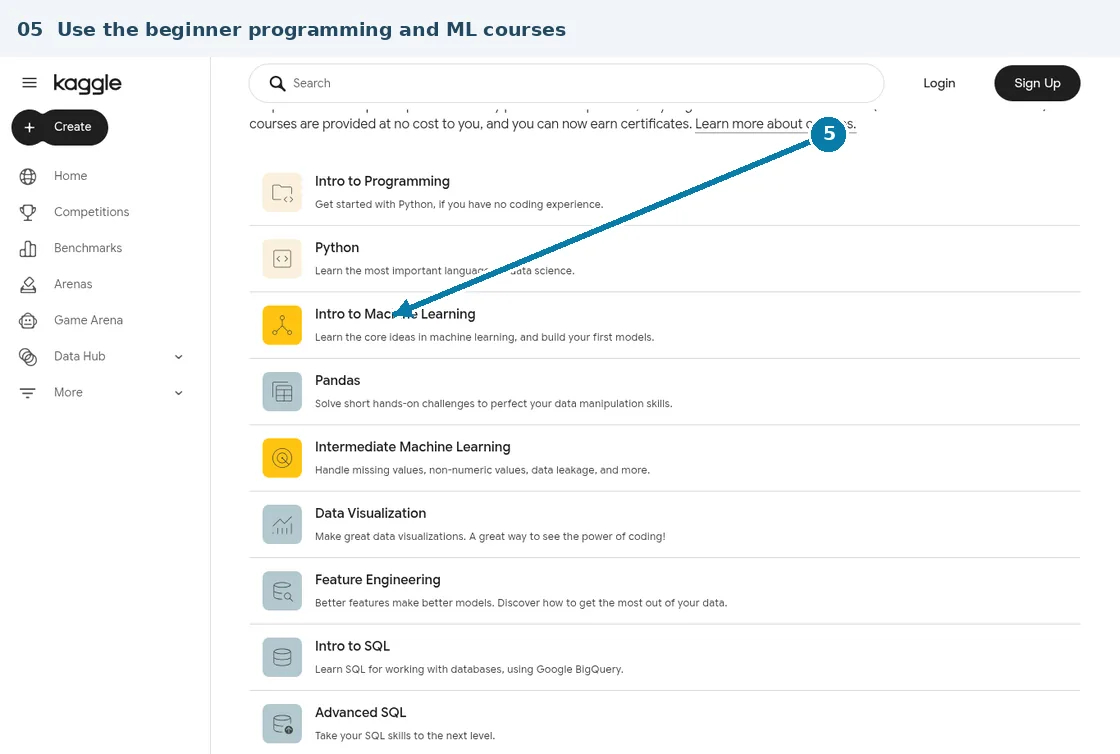 05 Use the beginner programming and ML courses
kaggle
Search
Login
Sign Up
Create
Home
Competitions
Benchmarks
Arenas
Game Arena
Data Hub
More
courses are provided at no cost to you, and you can now earn certificates. Learn more about
5
Intro to Programming
Get started with Python, if you have no coding experience.
Python
Learn the most important language data science.
Intro to Machine Learning
Learn the core ideas in machine learning, and build your first models.
Pandas
Solve short hands-on challenges to perfect your data manipulation skills.
Intermediate Machine Learning
Handle missing values, non-numeric values, data leakage, and more.
Data Visualization
Make great data visualizations. A great way to see the power of coding!
Feature Engineering
Better features make better models. Discover how to get the most out of your data.
Intro to SQL
Learn SQL for working with databases, using Google BigQuery.
Advanced SQL
Take your SQL skills to the next level.